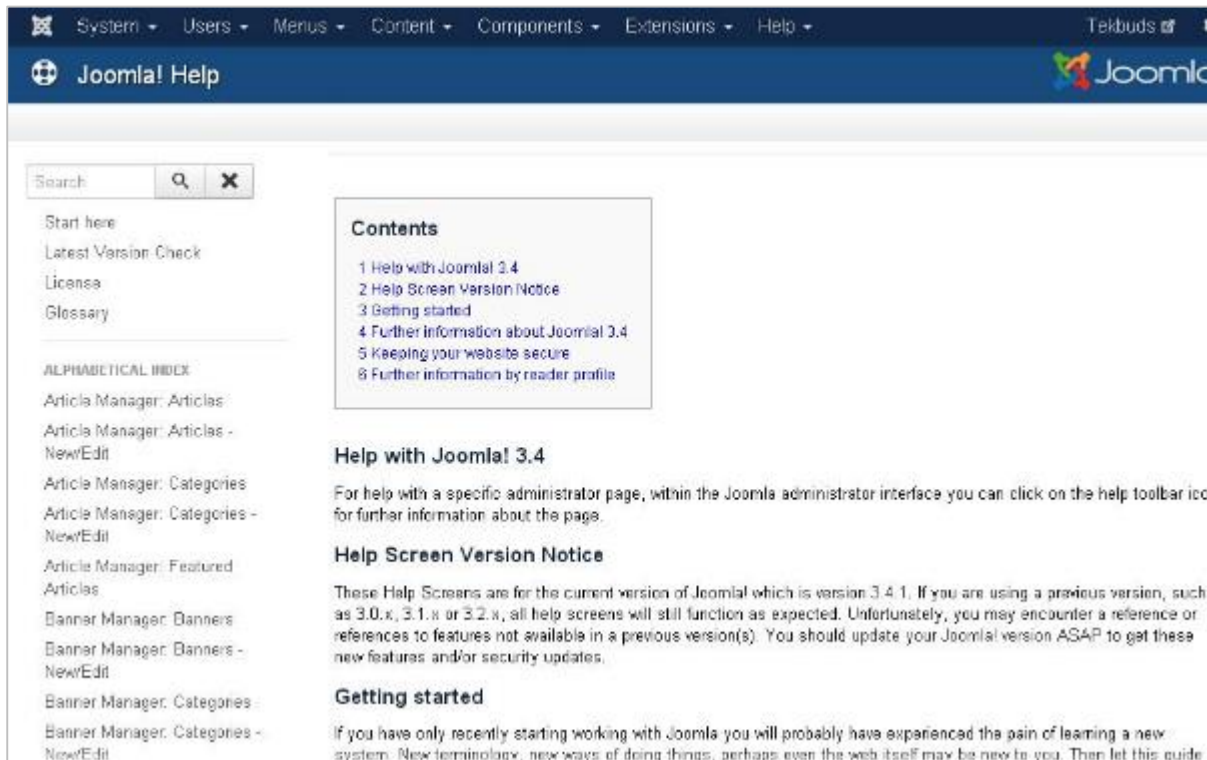 System Users Menus Content Components Extensions Help Tekbuds
Joomla! Help
Search
Start here
Latest Version Check
License
Glossary
ALPHABETICAL INDEX
Article Manager: Articles
Article Manager: Articles -
New/Edit
Article Manager: Categories
Article Manager: Categories -
New/Edit
Article Manager: Featured
Articles
Banner Manager: Banners
Banner Manager: Banners -
New/Edit
Banner Manager: Categories
Banner Manager: Categories -
New/Edit
Contents
1 Help with Joomla! 3.4
2 Help Screen Version Notice
3 Getting started
4 Further information about Joomla! 3.4
5 Keeping your website secure
6 Further information by reader profile
Help with Joomla! 3.4
For help with a specific administrator page, within the Joomla administrator interface you can click on the help toolbar
for further information about the page.
Help Screen Version Notice
These Help Screens are for the current version of Joomla! which is version 3.4.1. If you are using a previous version, such
as 3.0.x, 3.1.x or 3.2.x, all help screens will still function as expected. Unfortunately, you may encounter a reference or
references to features not available in a previous version(s). You should update your Joomla! version ASAP to get these
new features and/or security updates.
Getting started
If you have only recently starting working with Joomla you will probably have experienced the pain of learning a new
system. New terminology, new ways of doing things, perhaps even the web itself may be new to you. Then let this guide